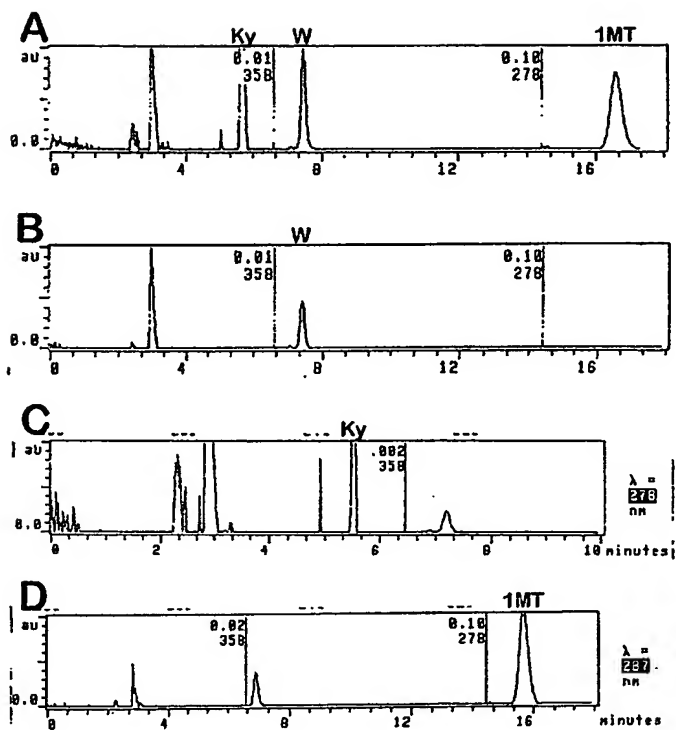 A
Ky W 1MT
au
0.01
358
0.10
278
0.0
0 4 8 12 16
B
W
au
0.01
358
0.10
278
0.0
0 4 8 12 16
C
Ky
au
.002
358
0.0
0 2 4 6 8 10 minutes
λ =
278
nm
D
1MT
au
0.02
358
0.10
278
0.0
0 4 8 12 16 minutes
λ =
287
nm